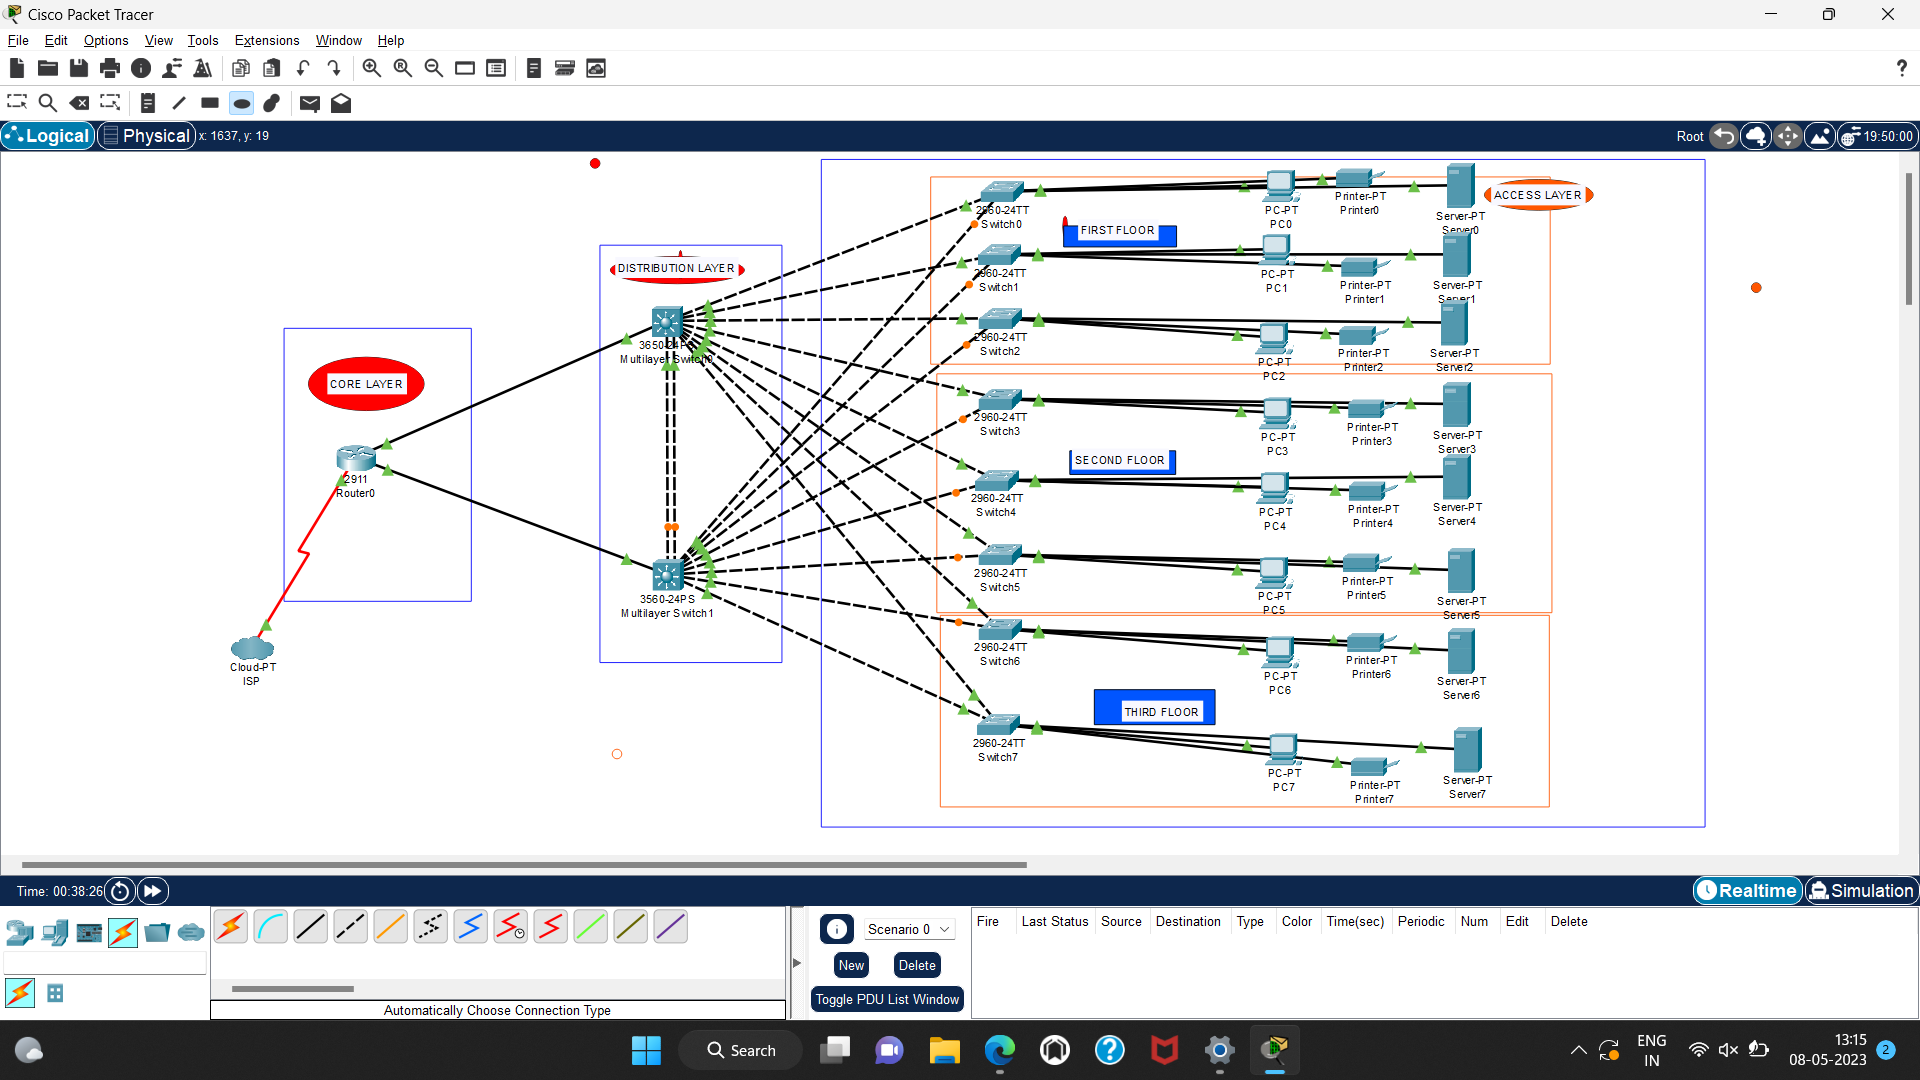 Cisco Packet Tracer
File Edit Options View Tools Extensions Window Help
Logical Physical x: 1637, y: 19 Root 19:50:00
2960-24TT
Switch0
PC-PT
PC0
Printer-PT
Printer0
Server-PT
Server0
ACCESS LAYER
FIRST FLOOR
2960-24TT
Switch1
PC-PT
PC1
Printer-PT
Printer1
Server-PT
Server1
DISTRIBUTION LAYER
3650-24PS
Multilayer Switch0
2960-24TT
Switch2
PC-PT
PC2
Printer-PT
Printer2
Server-PT
Server2
CORE LAYER
2960-24TT
Switch3
PC-PT
PC3
Printer-PT
Printer3
Server-PT
Server3
SECOND FLOOR
2911
Router0
2960-24TT
Switch4
PC-PT
PC4
Printer-PT
Printer4
Server-PT
Server4
2960-24TT
Switch5
PC-PT
PC5
Printer-PT
Printer5
Server-PT
Server5
3560-24PS
Multilayer Switch1
2960-24TT
Switch6
PC-PT
PC6
Printer-PT
Printer6
Server-PT
Server6
Cloud-PT
ISP
THIRD FLOOR
2960-24TT
Switch7
PC-PT
PC7
Printer-PT
Printer7
Server-PT
Server7
Time: 00:38:26 Realtime Simulation
Scenario 0
New Delete
Toggle PDU List Window
Fire Last Status Source Destination Type Color Time(sec) Periodic Num Edit Delete
Automatically Choose Connection Type
Search
ENG
IN
13:15
08-05-2023
2